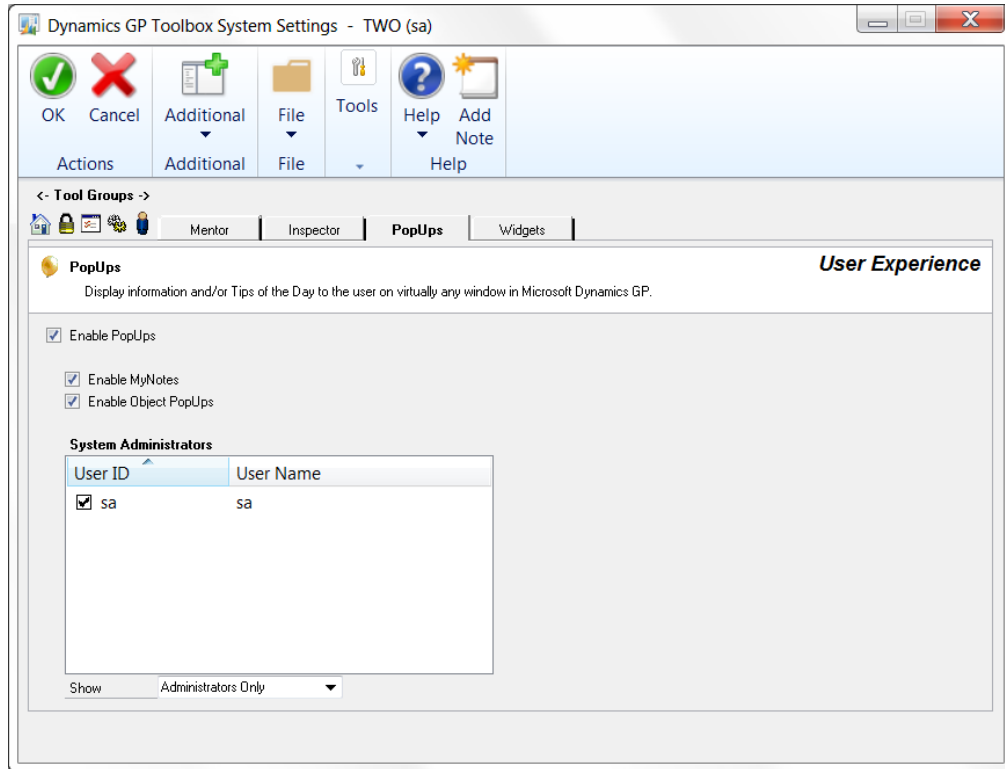 Dynamics GP Toolbox System Settings - TWO (sa)
OK Cancel Additional File Tools Help Add Note
Actions Additional File Help
<- Tool Groups ->
Mentor Inspector PopUps Widgets
PopUps User Experience
Display information and/or Tips of the Day to the user on virtually any window in Microsoft Dynamics GP.
Enable PopUps
Enable MyNotes
Enable Object PopUps
System Administrators
User ID User Name
sa sa
Show Administrators Only